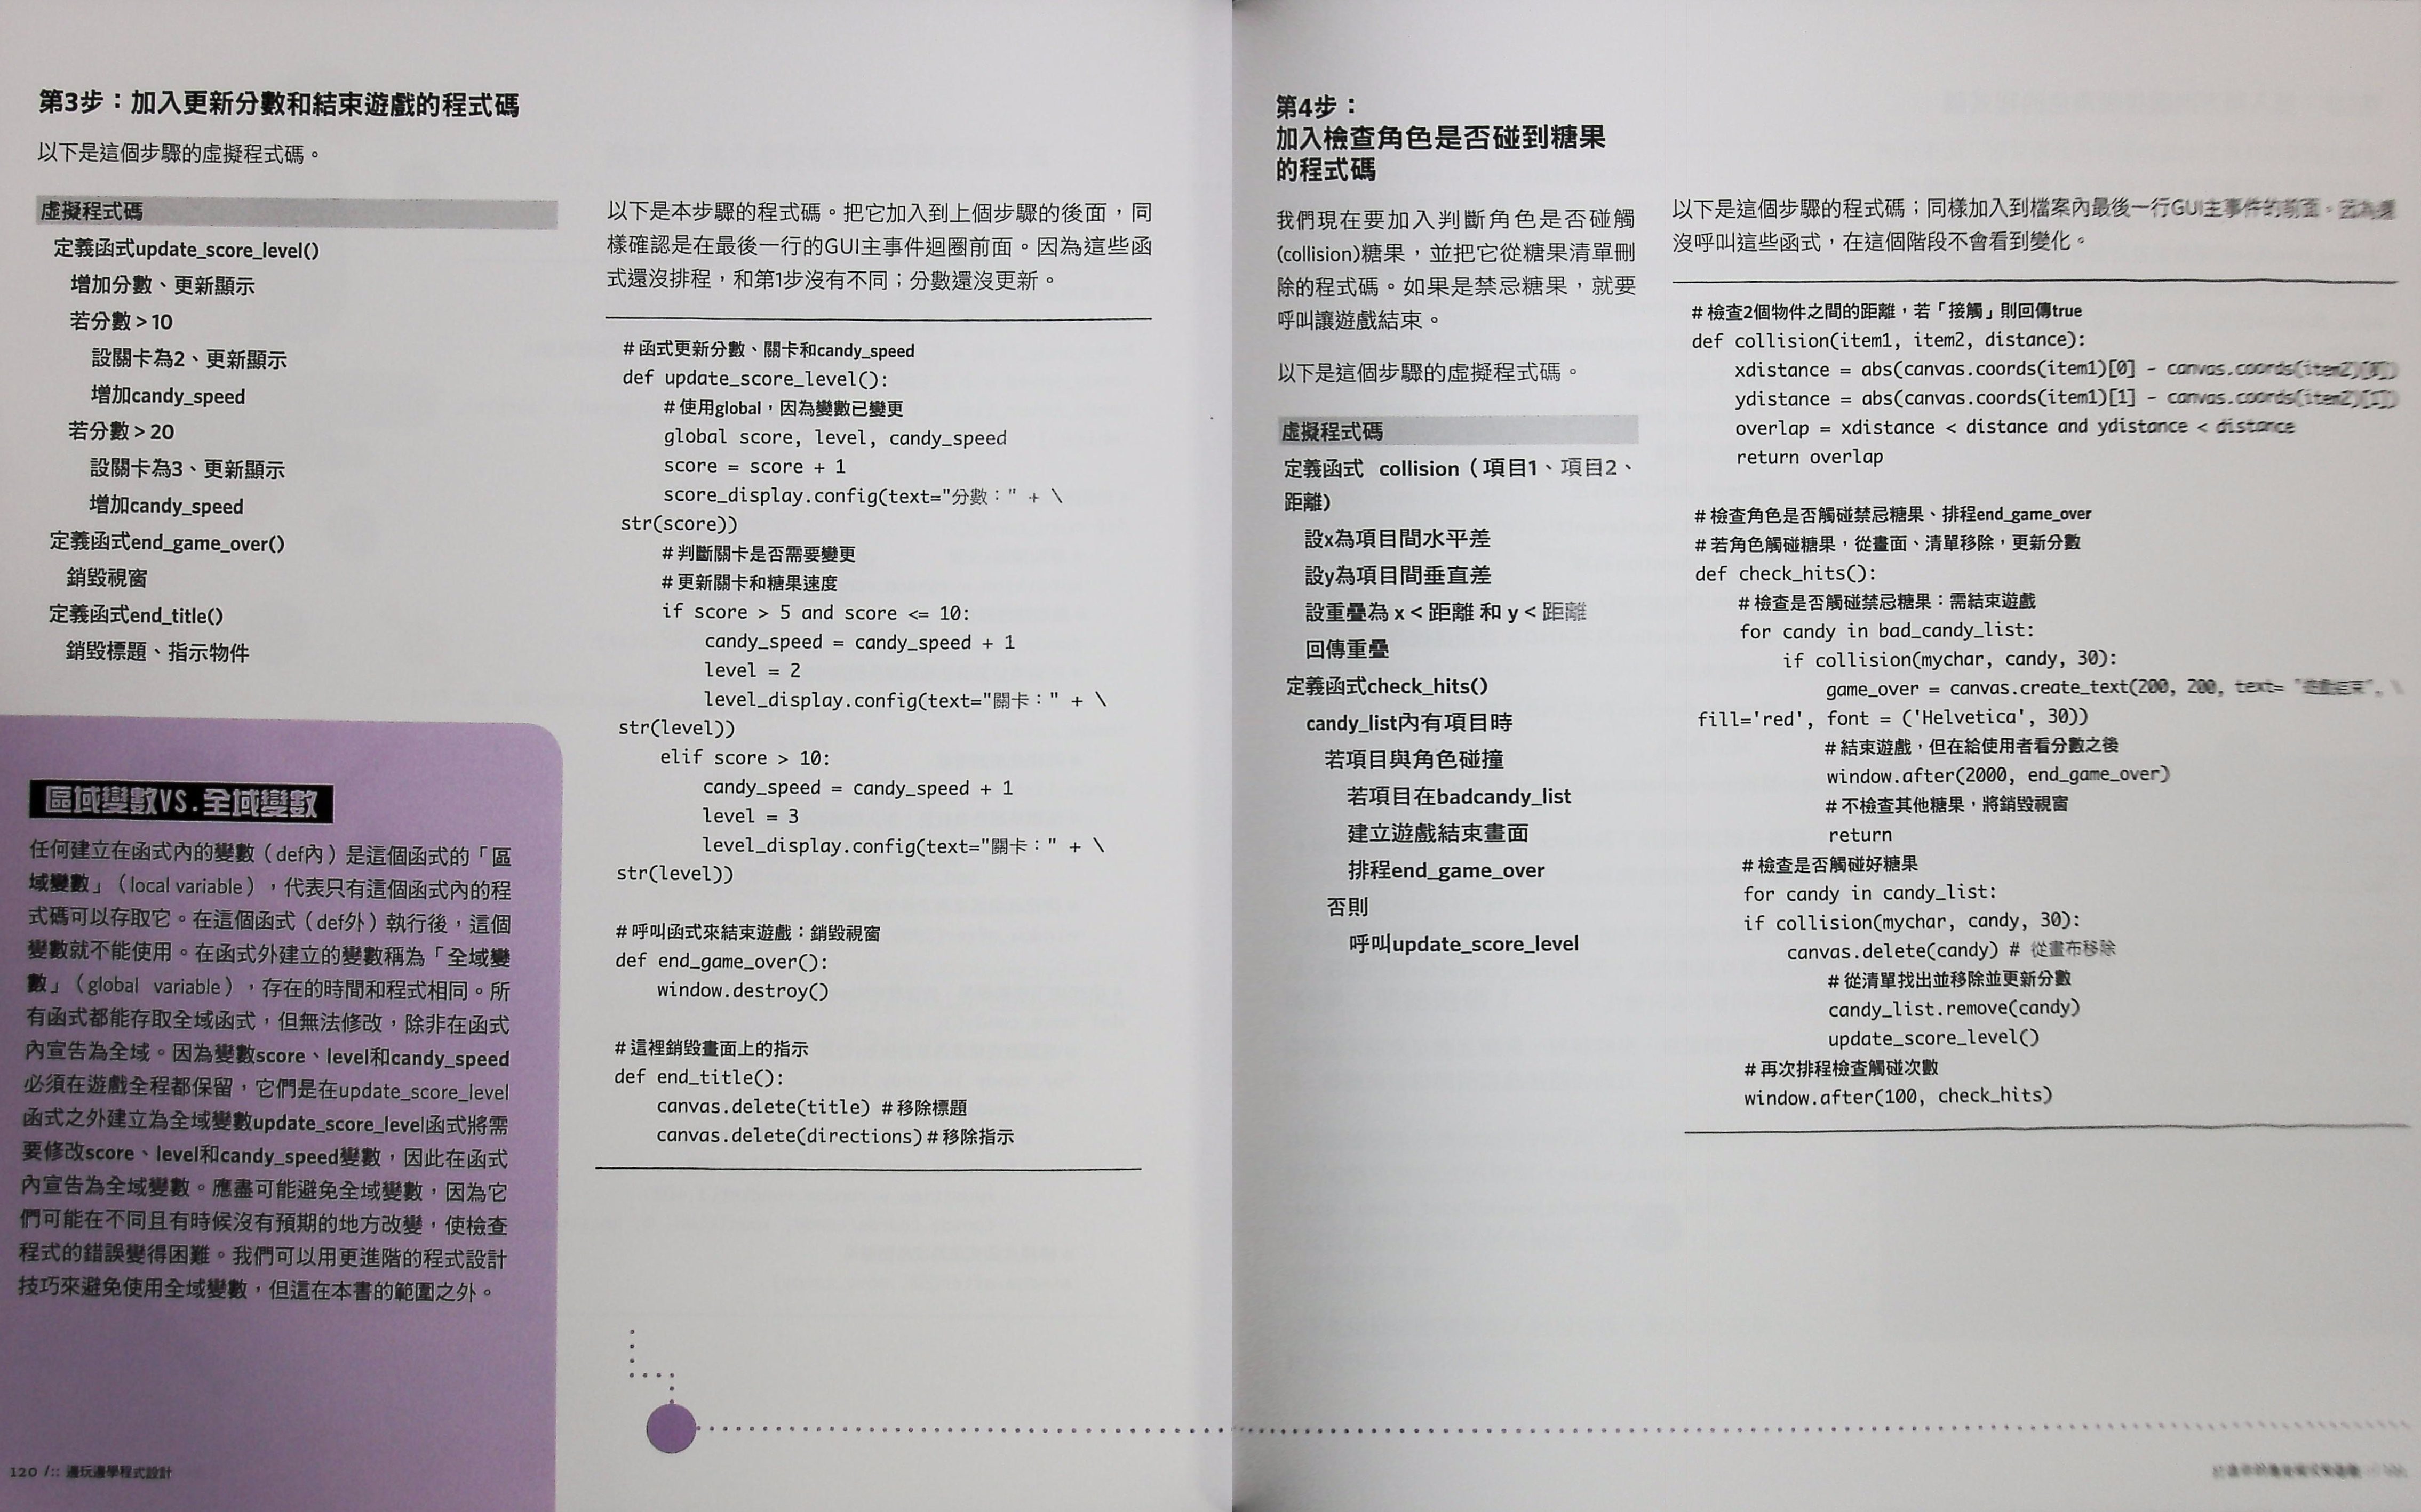 第3步：加入更新分數和結束遊戲的程式碼
以下是這個步驟的虛擬程式碼。
虛擬程式碼
定義函式update_score_level()
增加分數、更新顯示
若分數 > 10
設關卡為2、更新顯示
增加candy_speed
若分數 > 20
設關卡為3、更新顯示
增加candy_speed
定義函式end_game_over()
銷毀視窗
定義函式end_title()
銷毀標題、指示物件
區域變數VS.全域變數
任何建立在函式內的變數（def內）是這個函式的「區
域變數」（local variable），代表只有這個函式內的程
式碼可以存取它。在這個函式（def外）執行後，這個
變數就不能使用。在函式外建立的變數稱為「全域變
數」（global variable），存在的時間和程式相同。所
有函式都能存取全域函式，但無法修改，除非在函式
內宣告為全域。因為變數score、level和candy_speed
必須在遊戲全程都保留，它們是在update_score_level
函式之外建立為全域變數update_score_level函式將需
要修改score、level和candy_speed變數，因此在函式
內宣告為全域變數。應盡可能避免全域變數，因為它
們可能在不同且有時候沒有預期的地方改變，使檢查
程式的錯誤變得困難。我們可以用更進階的程式設計
技巧來避免使用全域變數，但這在本書的範圍之外。
120 /:: 邊玩邊學程式設計
以下是本步驟的程式碼。把它加入到上個步驟的後面，同
樣確認是在最後一行的GUI主事件迴圈前面。因為這些函
式還沒排程，和第1步沒有不同；分數還沒更新。
# 函式更新分數、關卡和candy_speed
def update_score_level():
# 使用global，因為變數已變更
global score, level, candy_speed
score = score + 1
score_display.config(text="分數：" + \
str(score))
# 判斷關卡是否需要變更
# 更新關卡和糖果速度
if score > 5 and score <= 10:
candy_speed = candy_speed + 1
level = 2
level_display.config(text="關卡：" + \
str(level))
elif score > 10:
candy_speed = candy_speed + 1
level = 3
level_display.config(text="關卡：" + \
str(level))
# 呼叫函式來結束遊戲：銷毀視窗
def end_game_over():
window.destroy()
# 這裡銷毀畫面上的指示
def end_title():
canvas.delete(title) # 移除標題
canvas.delete(directions) # 移除指示
第4步：
加入檢查角色是否碰到糖果
的程式碼
我們現在要加入判斷角色是否碰觸
(collision)糖果，並把它從糖果清單刪
除的程式碼。如果是禁忌糖果，就要
呼叫讓遊戲結束。
以下是這個步驟的虛擬程式碼。
虛擬程式碼
定義函式 collision（項目1、項目2、
距離）
設x為項目間水平差
設y為項目間垂直差
設重疊為 x < 距離 和 y < 距離
回傳重疊
定義函式check_hits()
candy_list內有項目時
若項目與角色碰撞
若項目在badcandy_list
建立遊戲結束畫面
排程end_game_over
否則
呼叫update_score_level
以下是這個步驟的程式碼；同樣加入到檔案內最後一行GUI主事件的前面。因為還
沒呼叫這些函式，在這個階段不會看到變化。
# 檢查2個物件之間的距離，若「接觸」則回傳true
def collision(item1, item2, distance):
xdistance = abs(canvas.coords(item1)[0] - canvas.coords(item2)[0])
ydistance = abs(canvas.coords(item1)[1] - canvas.coords(item2)[1])
overlap = xdistance < distance and ydistance < distance
return overlap
# 檢查角色是否觸碰禁忌糖果、排程end_game_over
# 若角色觸碰糖果，從畫面、清單移除，更新分數
def check_hits():
# 檢查是否觸碰禁忌糖果：需結束遊戲
for candy in bad_candy_list:
if collision(mychar, candy, 30):
game_over = canvas.create_text(200, 200, text= "遊戲結束", \
fill='red', font = ('Helvetica', 30))
# 結束遊戲，但在給使用者看分數之後
window.after(2000, end_game_over)
# 不檢查其他糖果，將銷毀視窗
return
# 檢查是否觸碰好糖果
for candy in candy_list:
if collision(mychar, candy, 30):
canvas.delete(candy) # 從畫布移除
# 從清單找出並移除並更新分數
candy_list.remove(candy)
update_score_level()
# 再次排程檢查觸碰次數
window.after(100, check_hits)